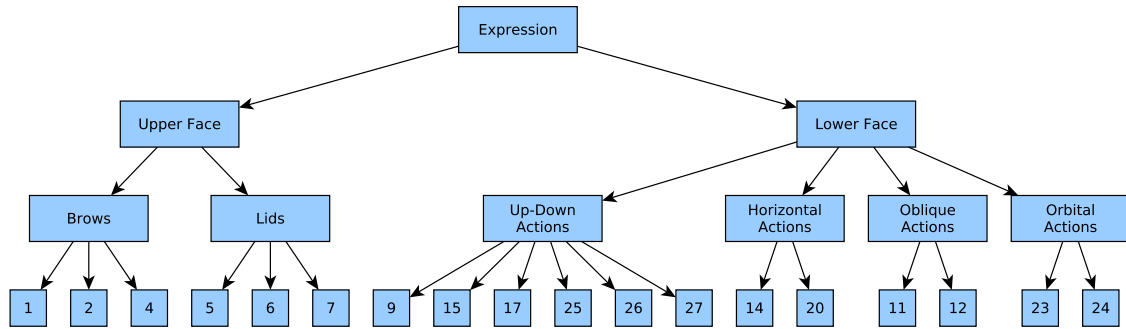 Expression
Upper Face
Lower Face
Brows
Lids
Up-Down
Actions
Horizontal
Actions
Oblique
Actions
Orbital
Actions
1
2
4
5
6
7
9
15
17
25
26
27
14
20
11
12
23
24